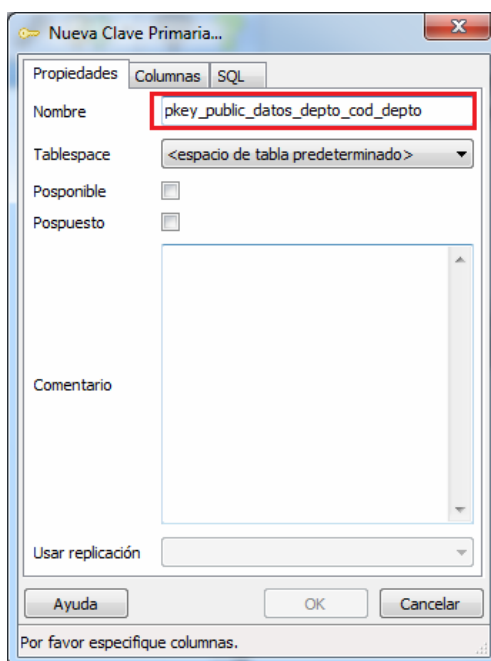 Nueva Clave Primaria...
Propiedades Columnas SQL
Nombre pkey_public_datos_depto_cod_depto
Tablespace <espacio de tabla predeterminado>
Posponible
Pospuesto
Comentario
Usar replicación
Ayuda OK Cancelar
Por favor especifique columnas.